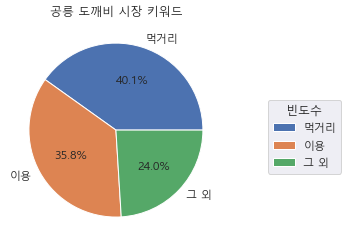 공릉 도깨비 시장 키워드
먹거리
40.1%
35.8%
이용
24.0%
그 외
빈도수
먹거리
이용
그 외